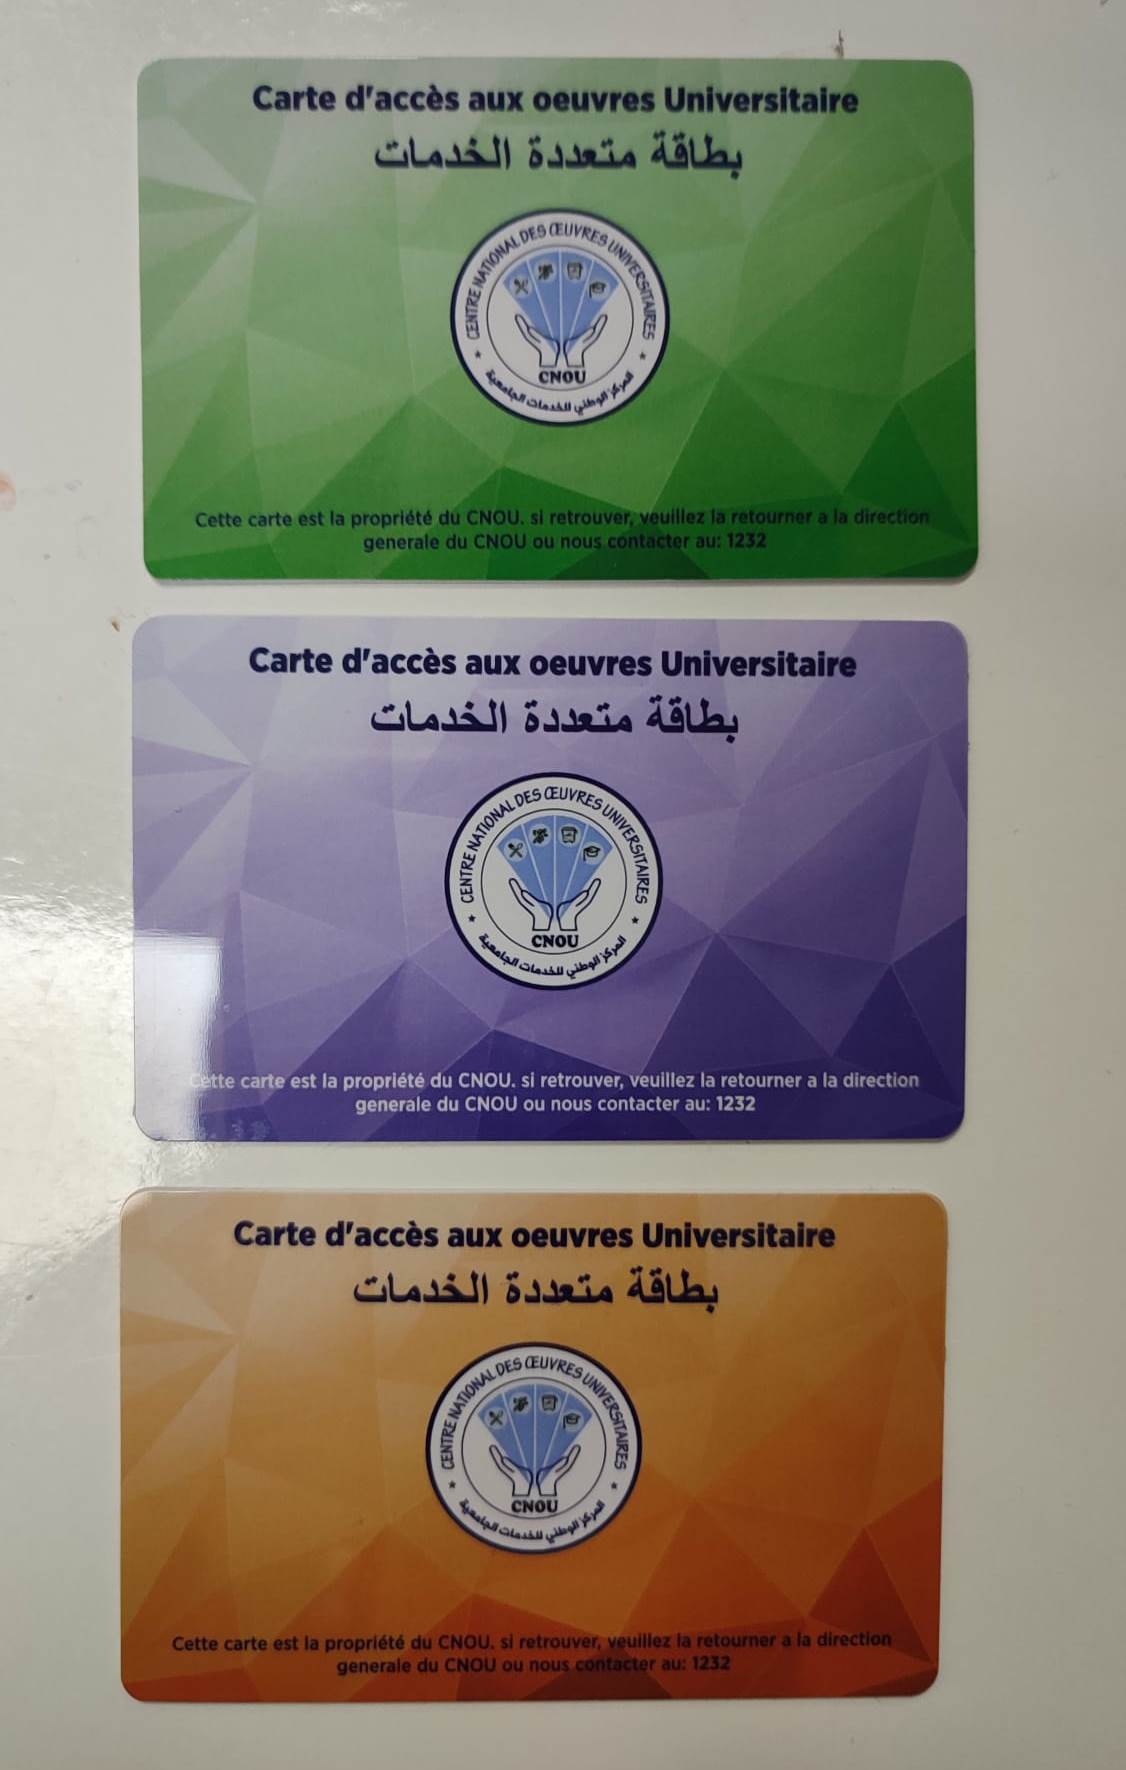 Carte d'accès aux oeuvres Universitaire
بطاقة متعددة الخدمات
CENTRE NATIONAL DES ŒUVRES UNIVERSITAIRES
CNOU
المركز الوطني للخدمات الجامعية
Cette carte est la propriété du CNOU. si retrouver, veuillez la retourner a la direction
generale du CNOU ou nous contacter au: 1232
Carte d'accès aux oeuvres Universitaire
بطاقة متعددة الخدمات
CENTRE NATIONAL DES ŒUVRES UNIVERSITAIRES
CNOU
المركز الوطني للخدمات الجامعية
Cette carte est la propriété du CNOU. si retrouver, veuillez la retourner a la direction
generale du CNOU ou nous contacter au: 1232
Carte d'accès aux oeuvres Universitaire
بطاقة متعددة الخدمات
CENTRE NATIONAL DES ŒUVRES UNIVERSITAIRES
CNOU
المركز الوطني للخدمات الجامعية
Cette carte est la propriété du CNOU. si retrouver, veuillez la retourner a la direction
generale du CNOU ou nous contacter au: 1232